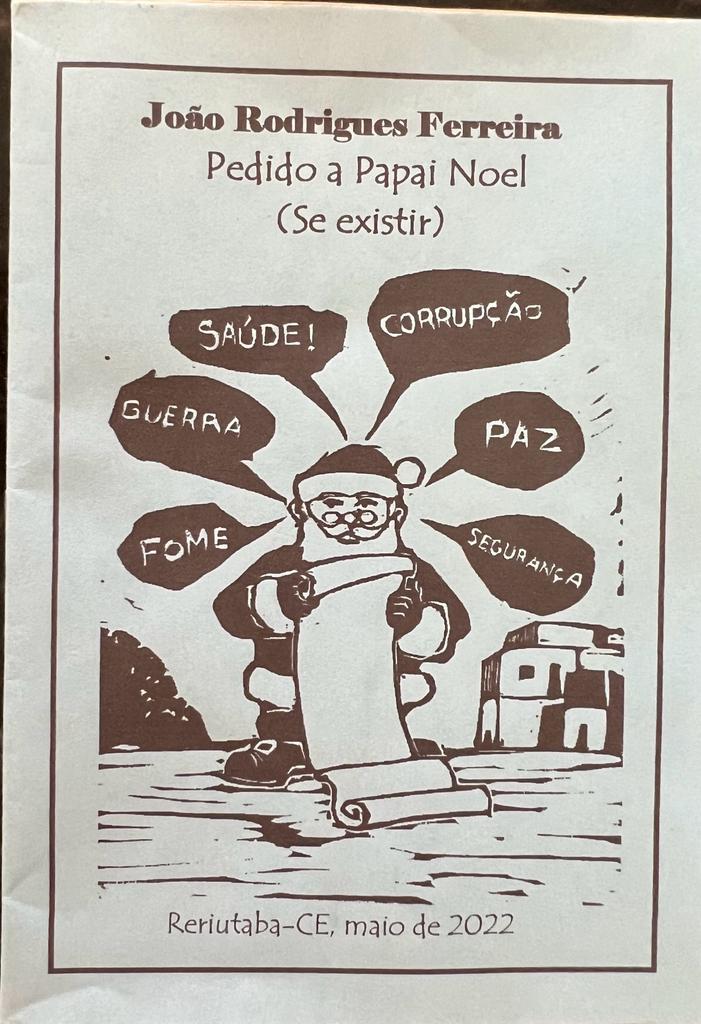 João Rodrigues Ferreira
Pedido a Papai Noel
(Se existir)
SAÚDE!
CORRUPÇÃO
GUERRA
PAZ
FOME
SEGURANÇA
Reriutaba-CE, maio de 2022